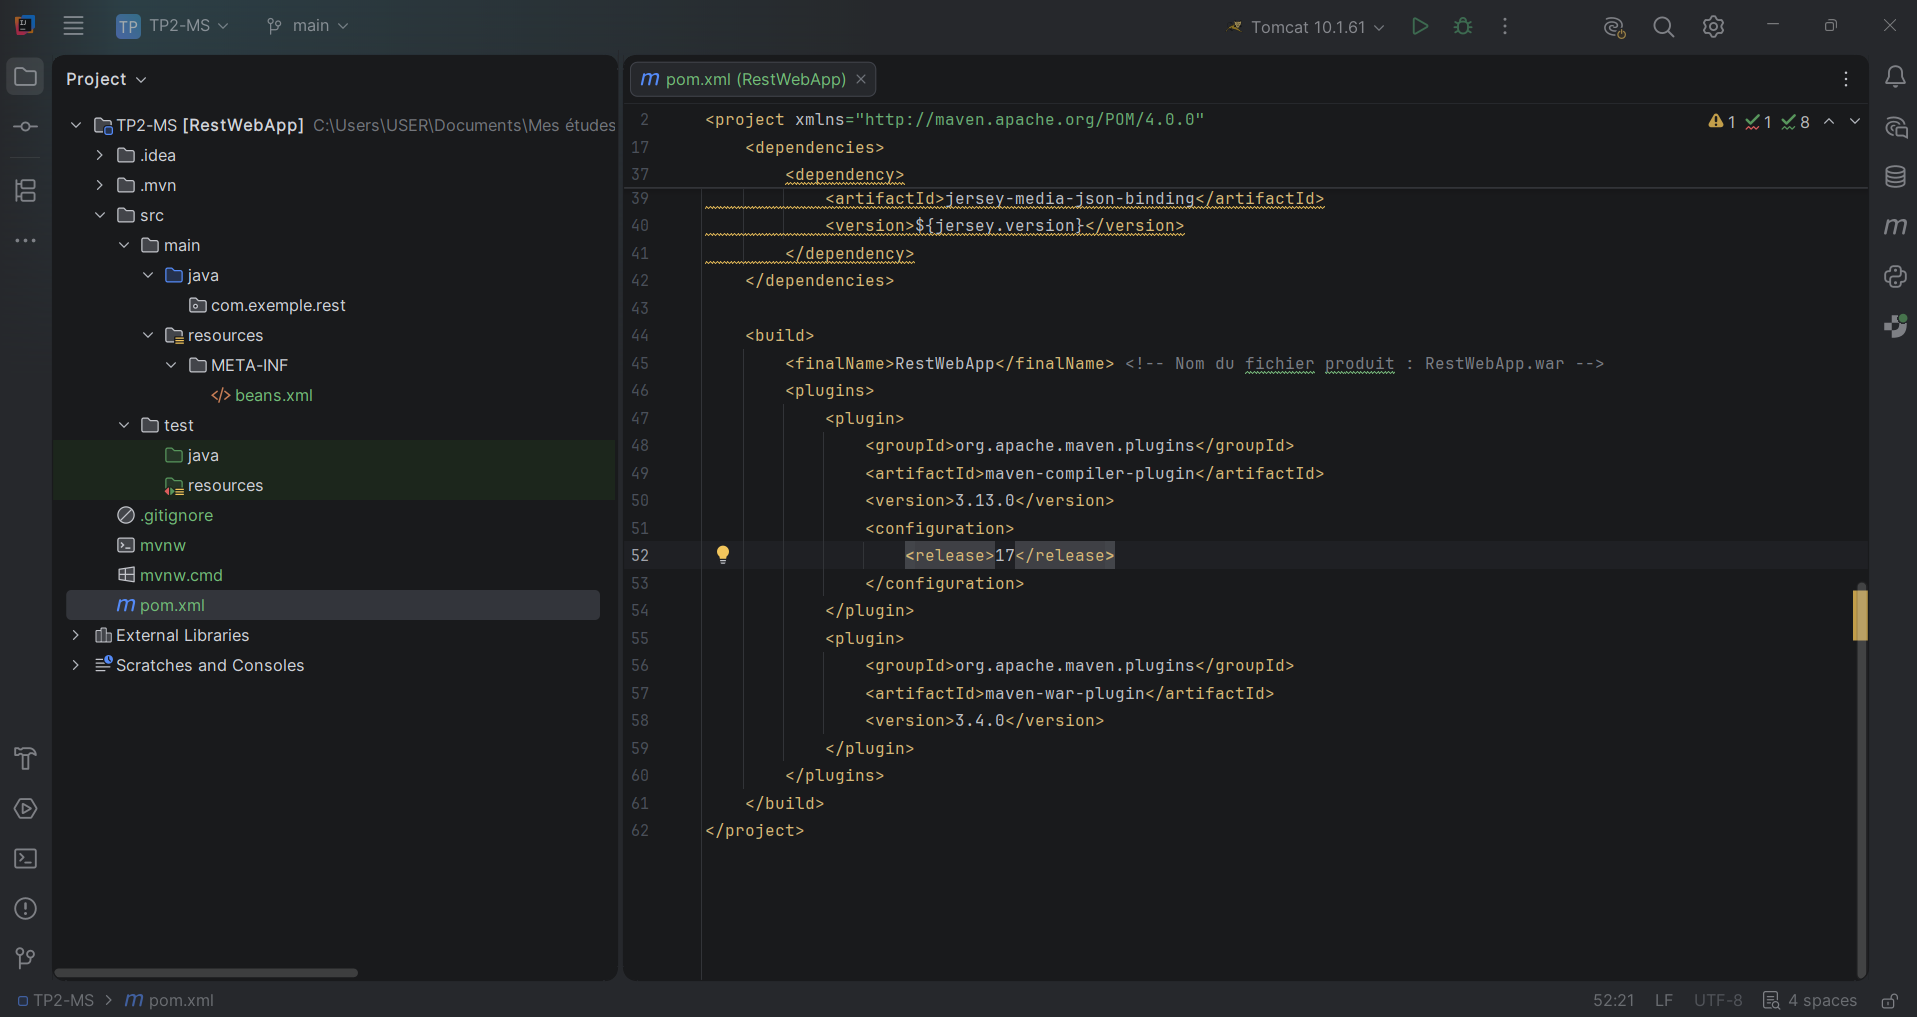 TP TP2-MS main Tomcat 10.1.61
Project
TP2-MS [RestWebApp] C:\Users\USER\Documents\Mes études
.idea
.mvn
src
main
java
com.exemple.rest
resources
META-INF
beans.xml
test
java
resources
.gitignore
mvnw
mvnw.cmd
m pom.xml
External Libraries
Scratches and Consoles
m pom.xml (RestWebApp)
1 1 8
2 <project xmlns="http://maven.apache.org/POM/4.0.0"
17 <dependencies>
37 <dependency>
39 <artifactId>jersey-media-json-binding</artifactId>
40 <version>${jersey.version}</version>
41 </dependency>
42 </dependencies>
43
44 <build>
45 <finalName>RestWebApp</finalName> <!-- Nom du fichier produit : RestWebApp.war -->
46 <plugins>
47 <plugin>
48 <groupId>org.apache.maven.plugins</groupId>
49 <artifactId>maven-compiler-plugin</artifactId>
50 <version>3.13.0</version>
51 <configuration>
52 <release>17</release>
53 </configuration>
54 </plugin>
55 <plugin>
56 <groupId>org.apache.maven.plugins</groupId>
57 <artifactId>maven-war-plugin</artifactId>
58 <version>3.4.0</version>
59 </plugin>
60 </plugins>
61 </build>
62 </project>
TP2-MS m pom.xml 52:21 LF UTF-8 4 spaces